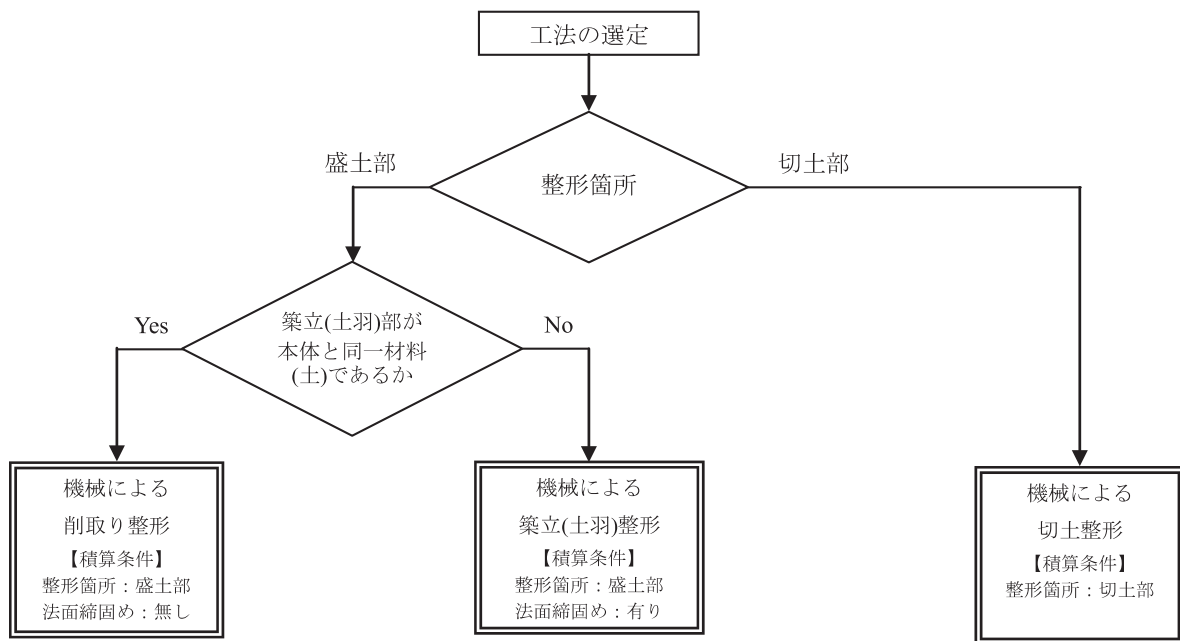 工法の選定
盛土部
切土部
整形箇所
Yes
築立(土羽)部が
本体と同一材料
(土)であるか
No
機械による
削取り整形
【積算条件】
整形箇所：盛土部
法面締固め：無し
機械による
築立(土羽)整形
【積算条件】
整形箇所：盛土部
法面締固め：有り
機械による
切土整形
【積算条件】
整形箇所：切土部